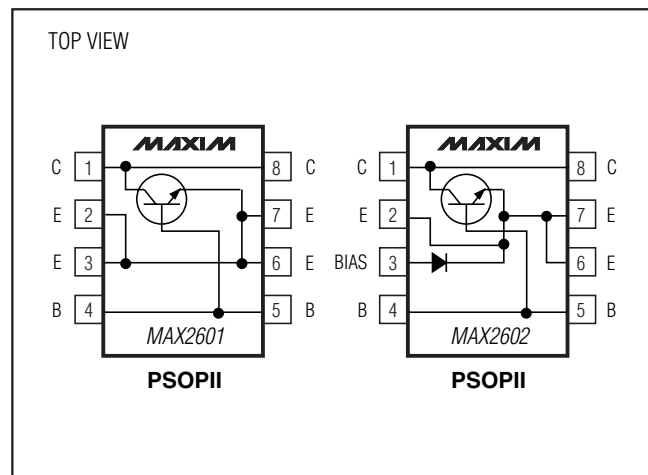 TOP VIEW
MAXIM MAXIM
C 1 8 C C 1 8 C
E 2 7 E E 2 7 E
E 3 6 E BIAS 3 6 E
B 4 5 B B 4 5 B
MAX2601 MAX2602
PSOPII PSOPII